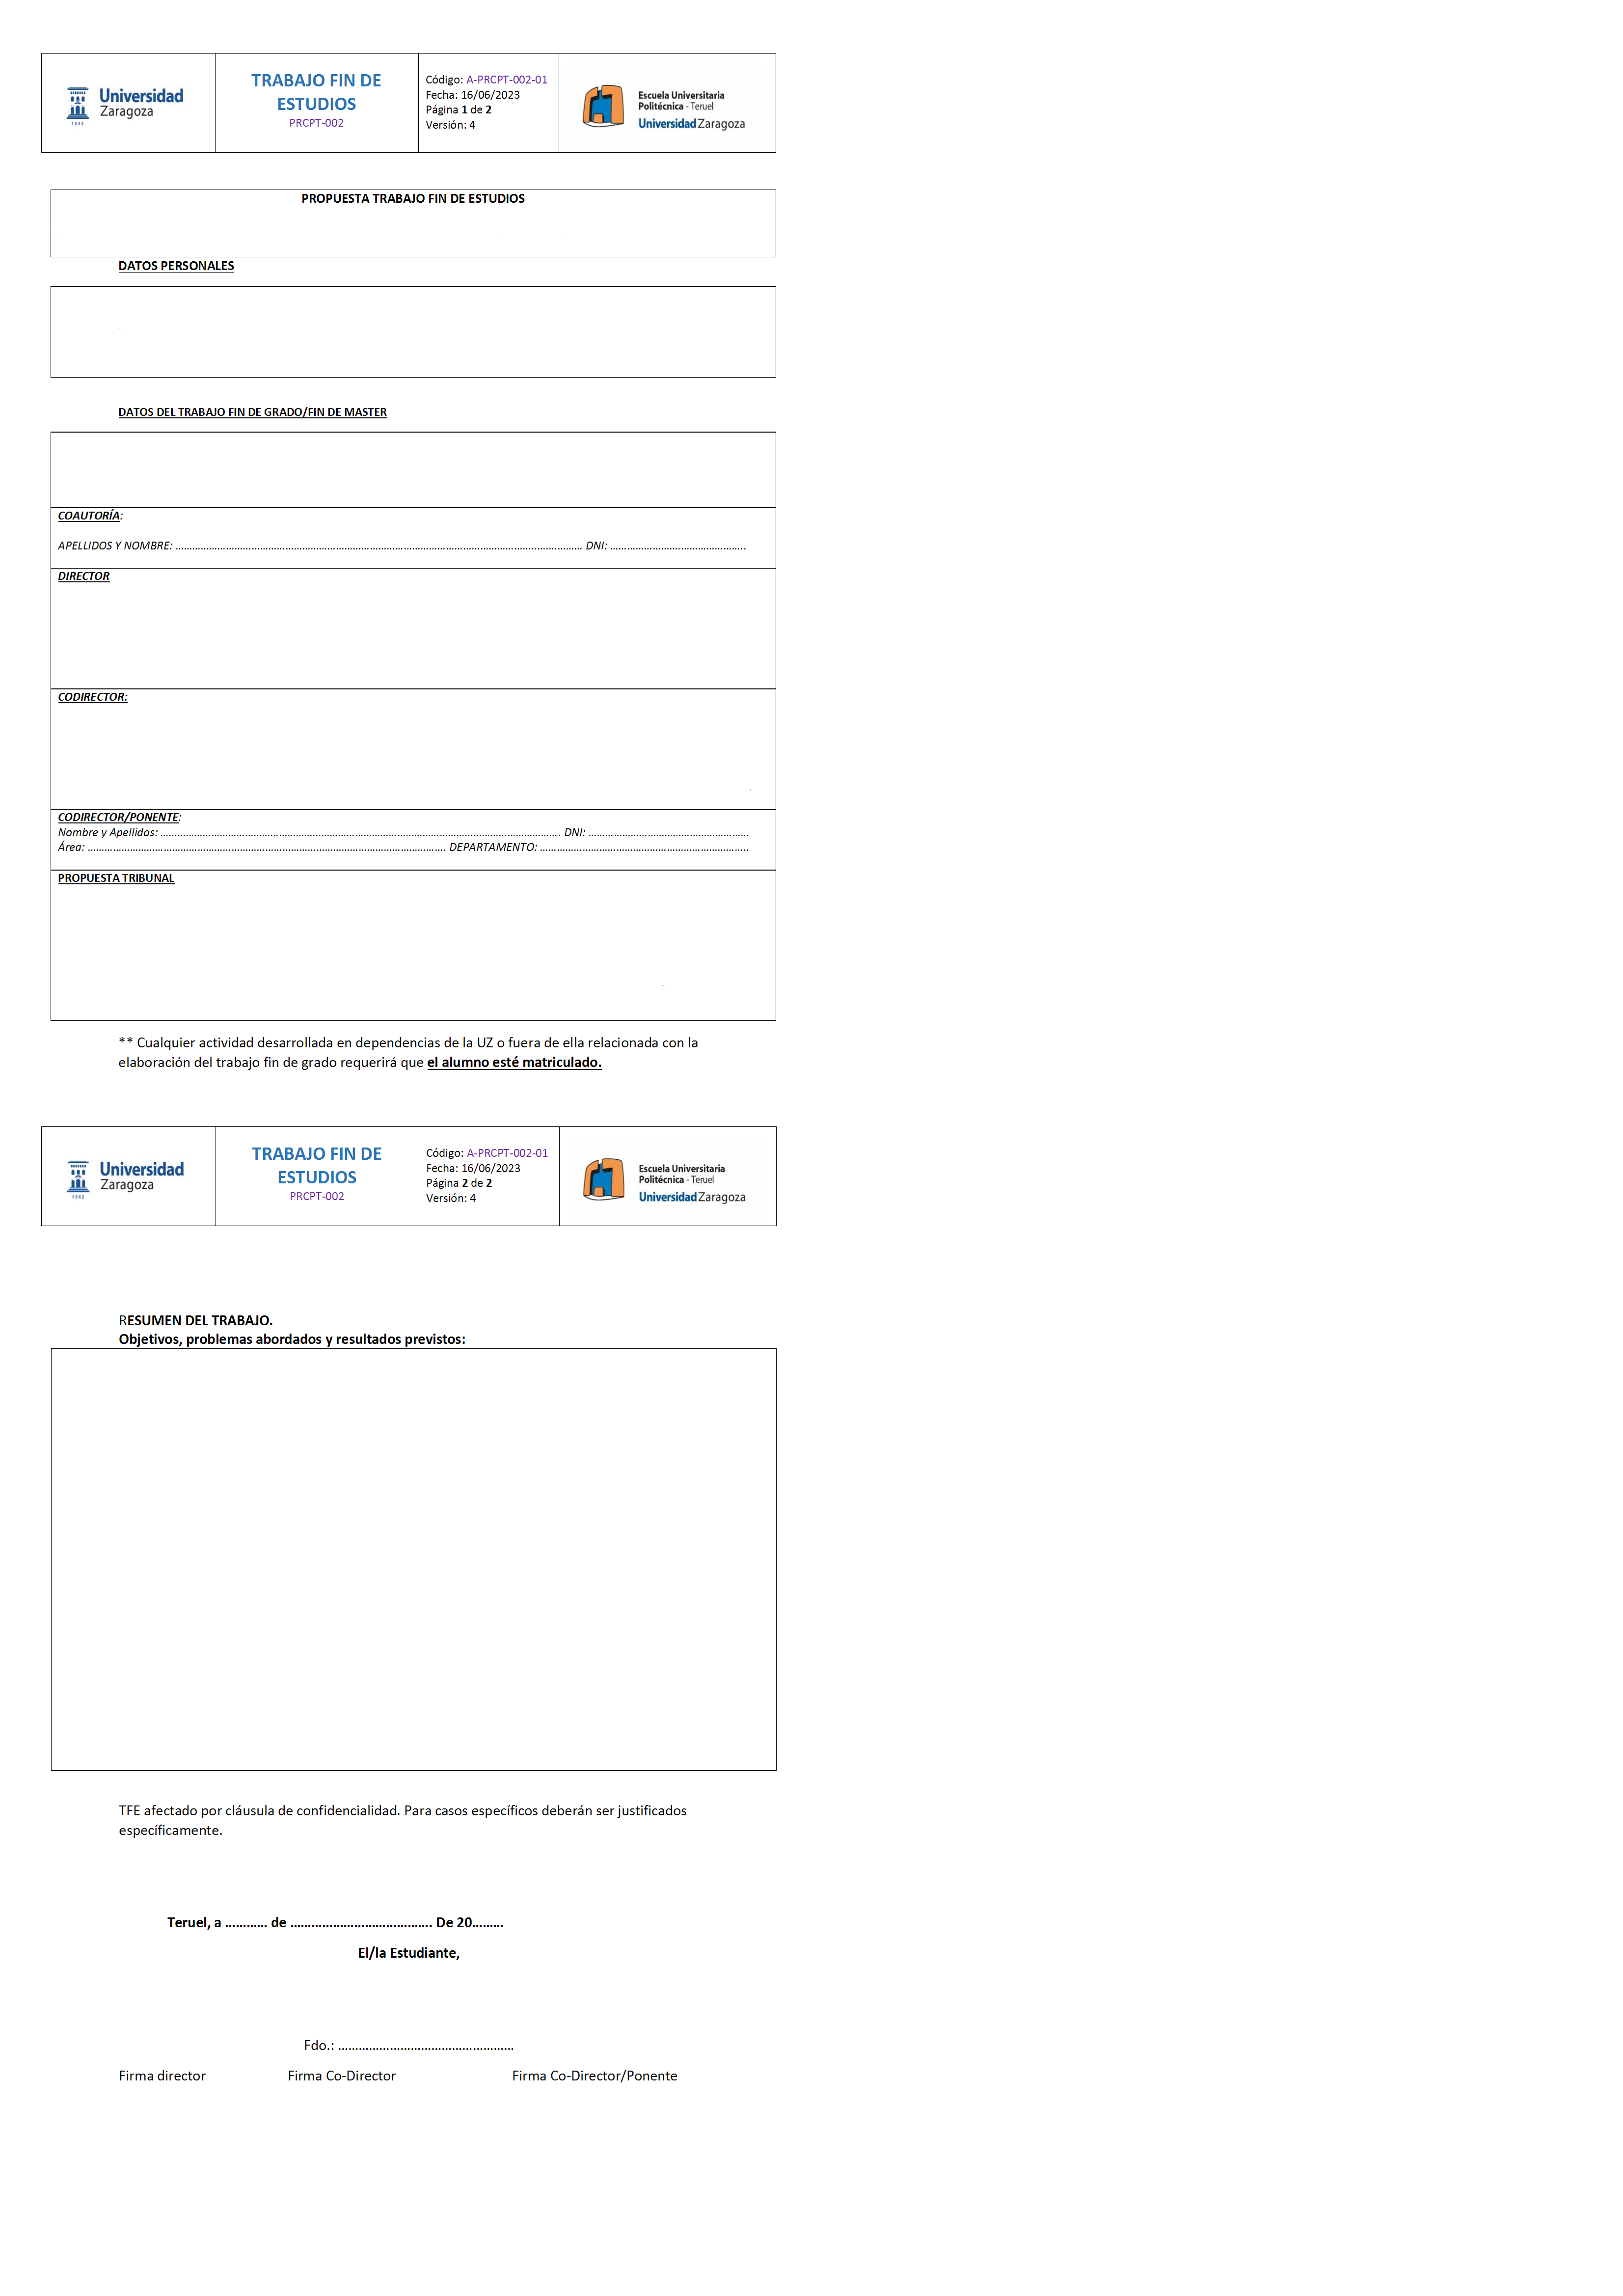 Universidad
Zaragoza
1542
TRABAJO FIN DE
ESTUDIOS
PRCPT-002
Código: A-PRCPT-002-01
Fecha: 16/06/2023
Página 1 de 2
Versión: 4
Escuela Universitaria
Politécnica - Teruel
Universidad Zaragoza
PROPUESTA TRABAJO FIN DE ESTUDIOS
DATOS PERSONALES
DATOS DEL TRABAJO FIN DE GRADO/FIN DE MASTER
COAUTORÍA:
APELLIDOS Y NOMBRE: ……………………………………………………………………………………………………………………………… DNI: …………………………………………
DIRECTOR
CODIRECTOR:
CODIRECTOR/PONENTE:
Nombre y Apellidos: …………………………………………………………………………………………………………………………… DNI: …………………………………………………
Área: ……………………………………………………………………………………………………………… DEPARTAMENTO: ………………………………………………………………
PROPUESTA TRIBUNAL
** Cualquier actividad desarrollada en dependencias de la UZ o fuera de ella relacionada con la
elaboración del trabajo fin de grado requerirá que el alumno esté matriculado.
Universidad
Zaragoza
1542
TRABAJO FIN DE
ESTUDIOS
PRCPT-002
Código: A-PRCPT-002-01
Fecha: 16/06/2023
Página 2 de 2
Versión: 4
Escuela Universitaria
Politécnica - Teruel
Universidad Zaragoza
RESUMEN DEL TRABAJO.
Objetivos, problemas abordados y resultados previstos:
TFE afectado por cláusula de confidencialidad. Para casos específicos deberán ser justificados
específicamente.
Teruel, a ………… de …………………………………. De 20………
El/la Estudiante,
Fdo.: ……………………………………………
Firma director Firma Co-Director Firma Co-Director/Ponente